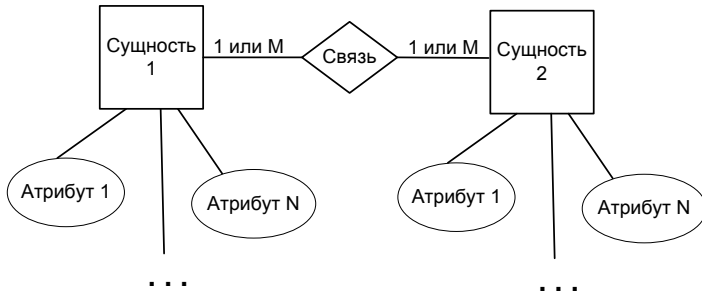 Сущность
1
1 или М
Связь
1 или М
Сущность
2
Атрибут 1
Атрибут N
Атрибут 1
Атрибут N
...
...